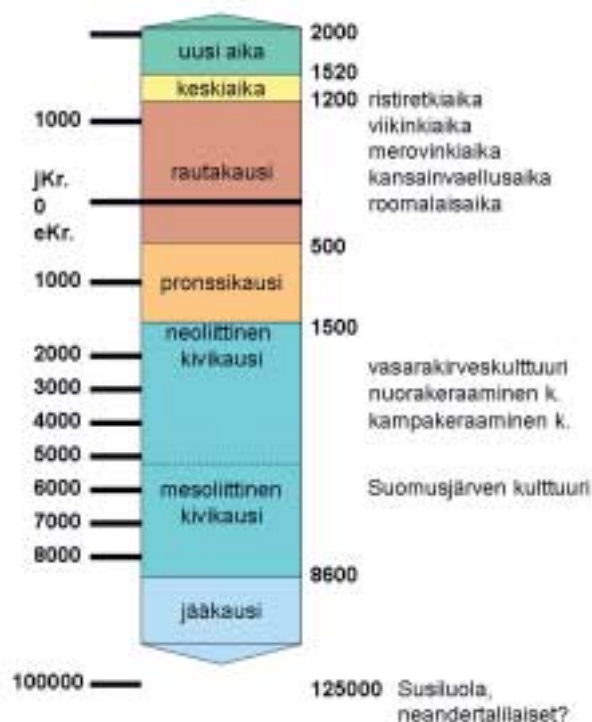 2000
uusi aika
1520
keskiaika
1200 ristiretkiaika
1000 viikinkiaika
merovinkiaika
rautakausi kansainvaellusaika
jKr.
0 roomalaisaika
eKr.
500
1000 pronssikausi
1500
neoliittinen
kivikausi
2000 vasarakirveskulttuuri
3000 nuorakeraaminen k.
4000 kampakeraaminen k.
5000
6000 mesoliittinen Suomusjärven kulttuuri
kivikausi
7000
8000
8600
jääkausi
100000 125000 Susiluola,
neandertalilaiset?